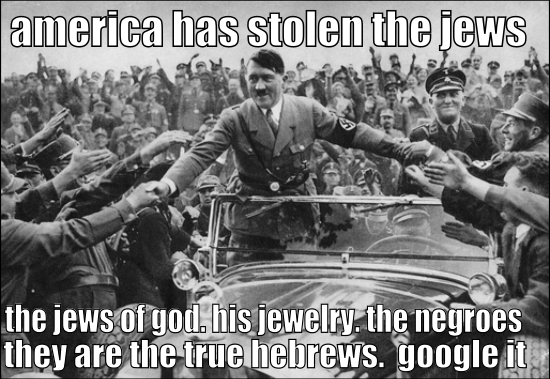 america has stolen the jews
the jews of god. his jewelry. the negroes
they are the true hebrews. google it